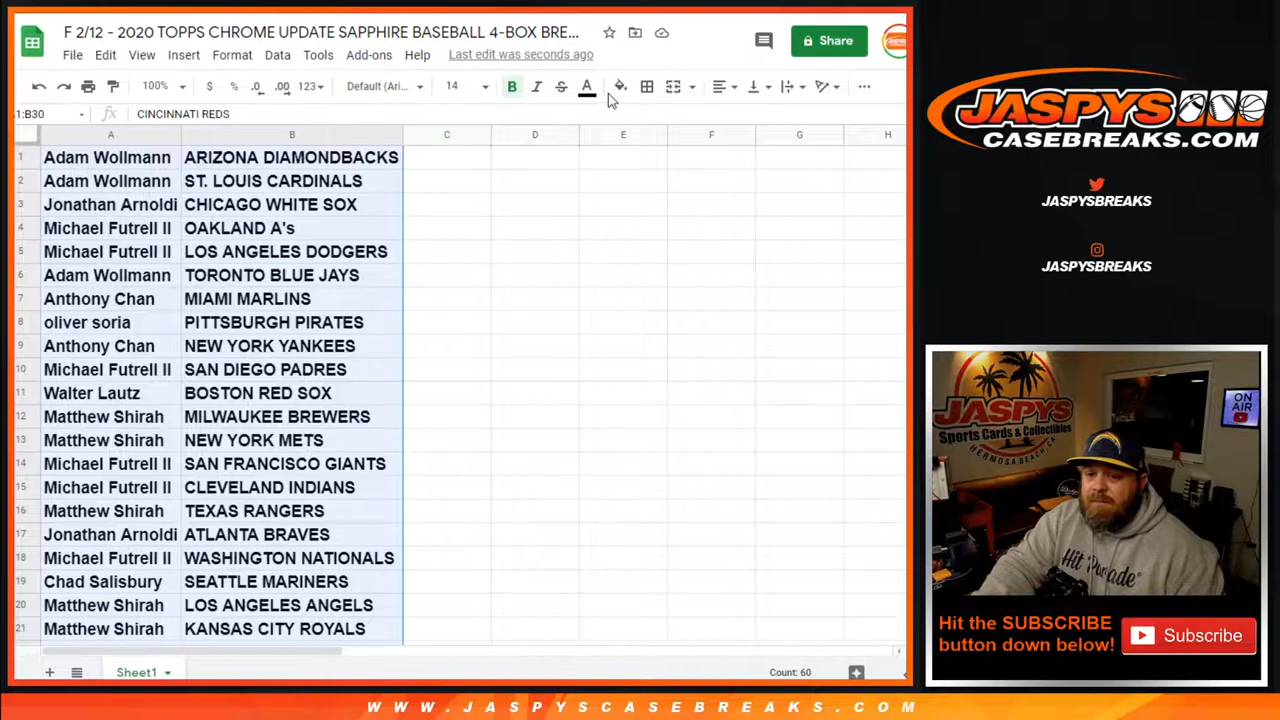 F 2/12 - 2020 TOPPS CHROME UPDATE SAPPHIRE BASEBALL 4-BOX BRE...
Share
File Edit View Insert Format Data Tools Add-ons Help Last edit was seconds ago
100% $ % .0 .00 123 Default (Ari... 14 B I S A
1:B30 fx CINCINNATI REDS
A B C D E F G H
1 Adam Wollmann ARIZONA DIAMONDBACKS
2 Adam Wollmann ST. LOUIS CARDINALS
3 Jonathan Arnoldi CHICAGO WHITE SOX
4 Michael Futrell II OAKLAND A's
5 Michael Futrell II LOS ANGELES DODGERS
6 Adam Wollmann TORONTO BLUE JAYS
7 Anthony Chan MIAMI MARLINS
8 oliver soria PITTSBURGH PIRATES
9 Anthony Chan NEW YORK YANKEES
10 Michael Futrell II SAN DIEGO PADRES
11 Walter Lautz BOSTON RED SOX
12 Matthew Shirah MILWAUKEE BREWERS
13 Matthew Shirah NEW YORK METS
14 Michael Futrell II SAN FRANCISCO GIANTS
15 Michael Futrell II CLEVELAND INDIANS
16 Matthew Shirah TEXAS RANGERS
17 Jonathan Arnoldi ATLANTA BRAVES
18 Michael Futrell II WASHINGTON NATIONALS
19 Chad Salisbury SEATTLE MARINERS
20 Matthew Shirah LOS ANGELES ANGELS
21 Matthew Shirah KANSAS CITY ROYALS
Sheet1
Count: 60
JASPYS
CASEBREAKS.COM
JASPYSBREAKS
JASPYSBREAKS
JASPYS
Sports Cards & Collectibles
HERMOSA BEACH, CA
ON AIR
Hit Parade
Hit the SUBSCRIBE
button down below!
Subscribe
WWW.JASPYSCASEBREAKS.COM